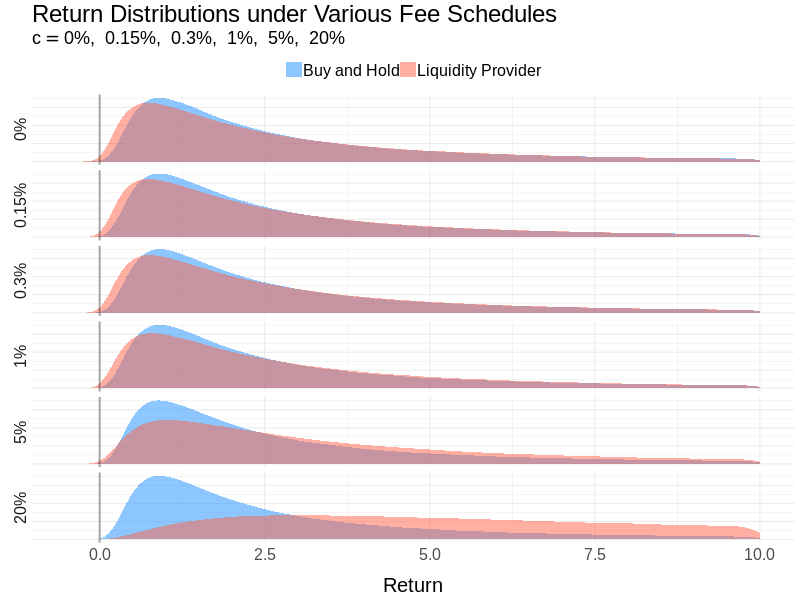 Return Distributions under Various Fee Schedules
c = 0%, 0.15%, 0.3%, 1%, 5%, 20%
Buy and Hold Liquidity Provider
0%
0.15%
0.3%
1%
5%
20%
0.0 2.5 5.0 7.5 10.0
Return